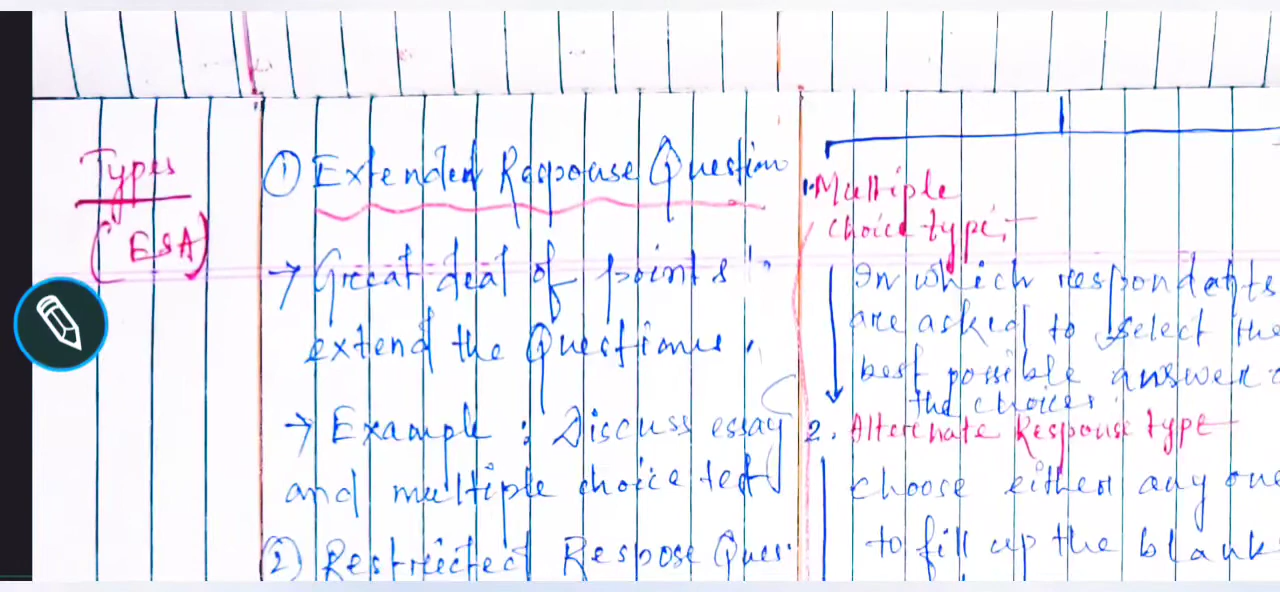 Types
(ESA)
① Extended Response Question
→ Great deal of points
extend the Questions.
→ Example : Discuss essay
and multiple choice test
② Restricted Respose Ques.
1. Multiple
choice type:-
In which respondats
are asked to select the
best possible answer
the choices.
2. Alternate Response type
choose either any one
to fill up the blank